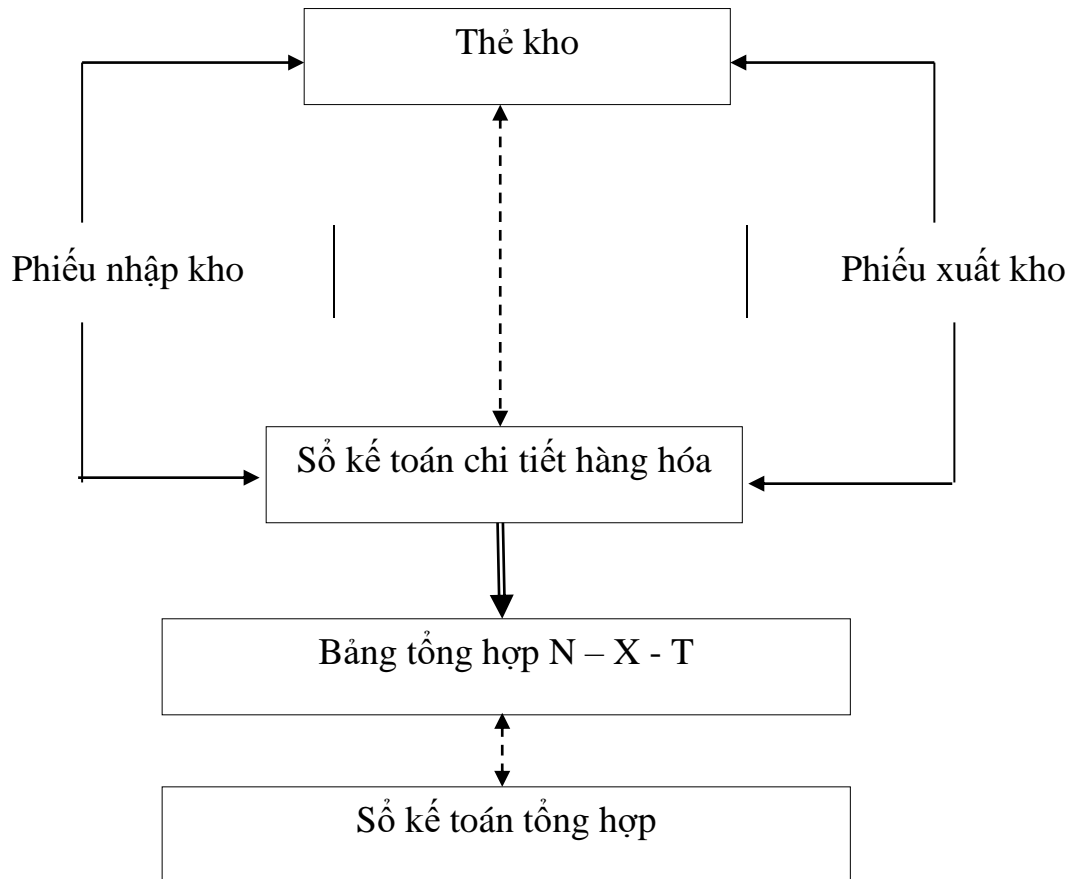 Thẻ kho
Phiếu nhập kho
Phiếu xuất kho
Sổ kế toán chi tiết hàng hóa
Bảng tổng hợp N – X - T
Sổ kế toán tổng hợp